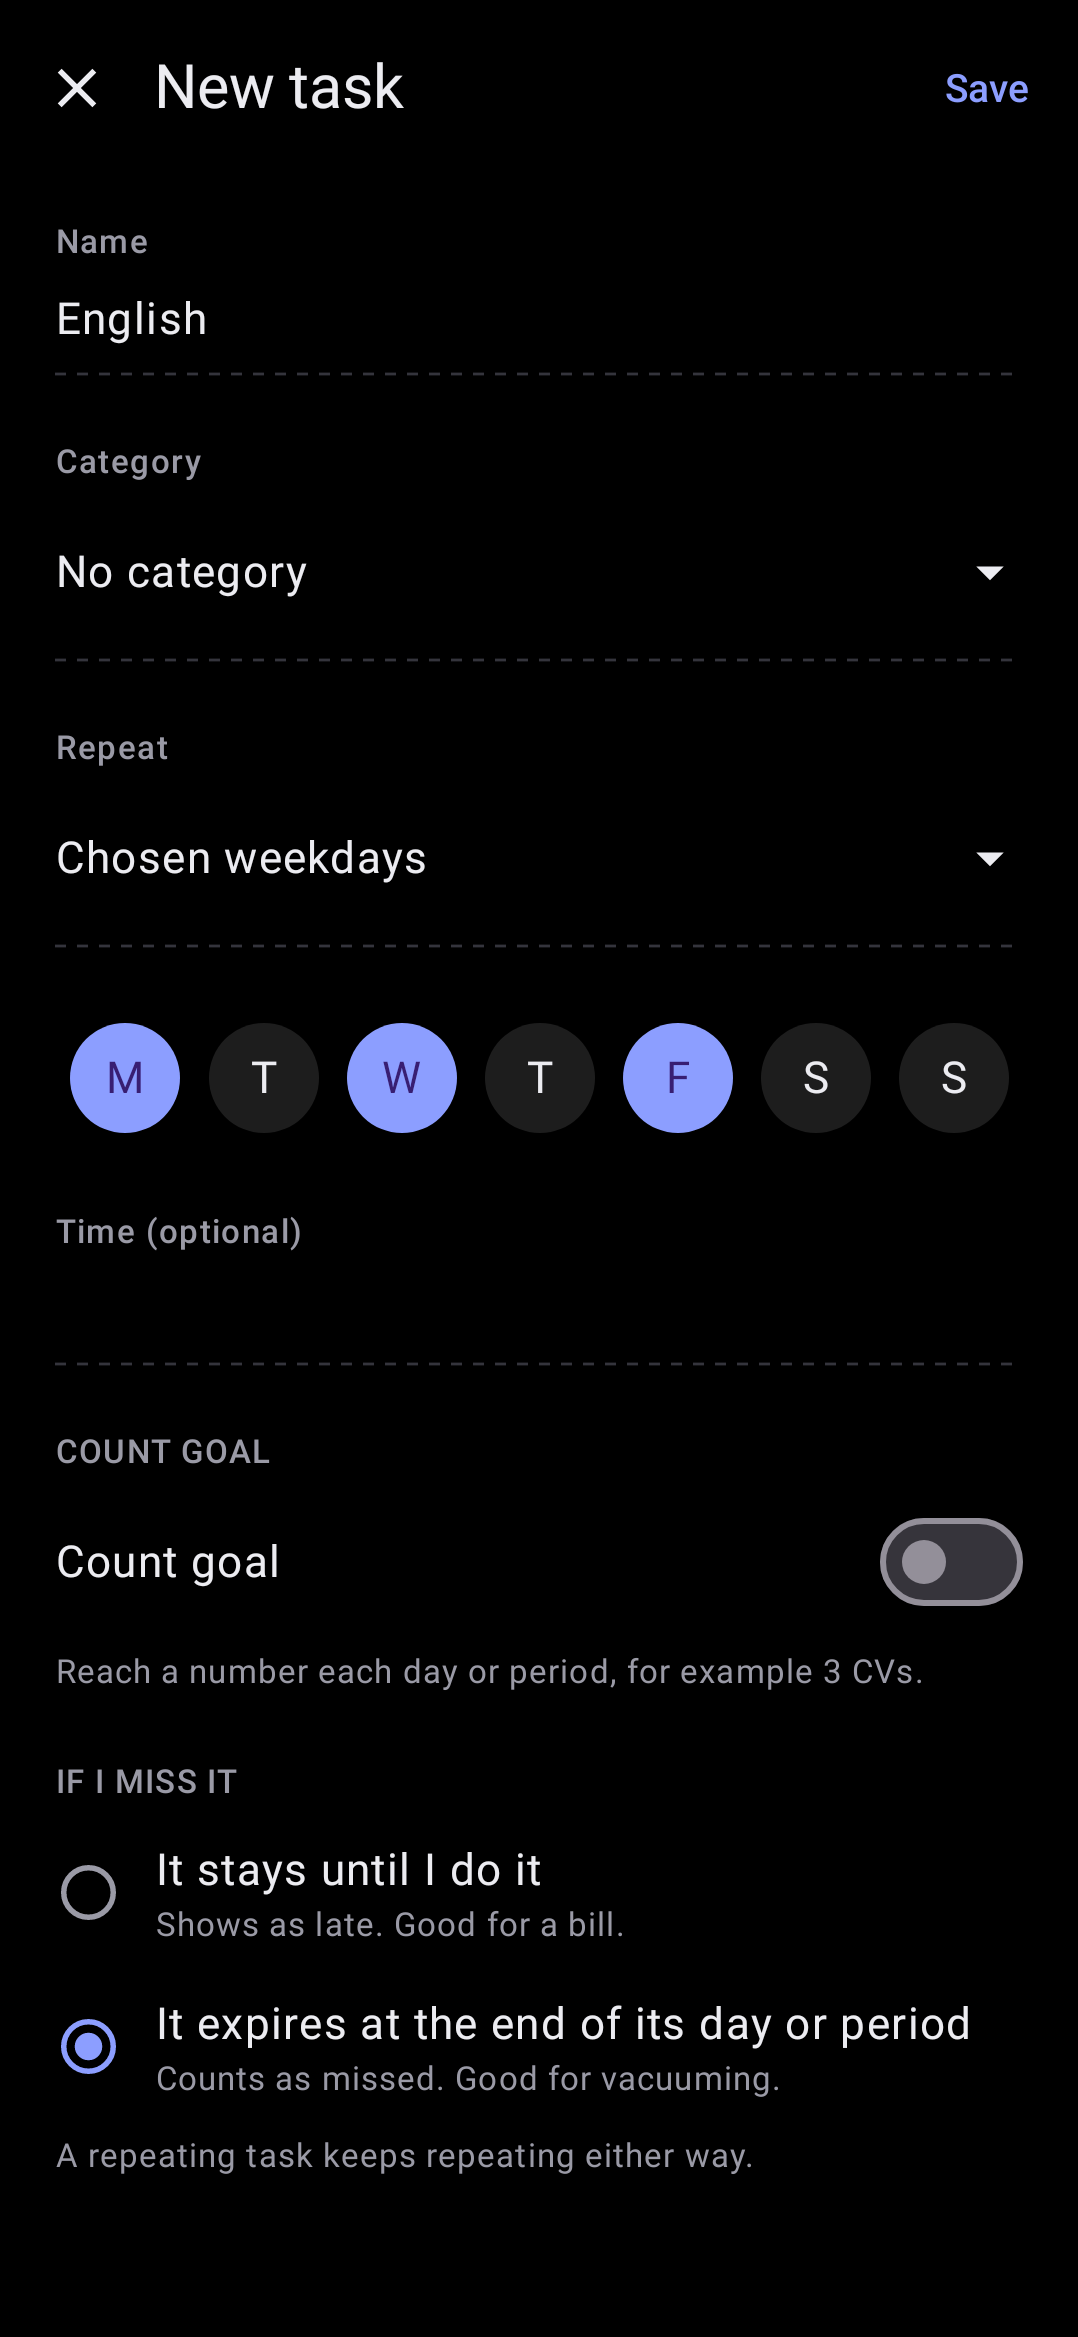 New task
Save
Name
English
Category
No category
Repeat
Chosen weekdays
M T W T F S S
Time (optional)
COUNT GOAL
Count goal
Reach a number each day or period, for example 3 CVs.
IF I MISS IT
It stays until I do it
Shows as late. Good for a bill.
It expires at the end of its day or period
Counts as missed. Good for vacuuming.
A repeating task keeps repeating either way.